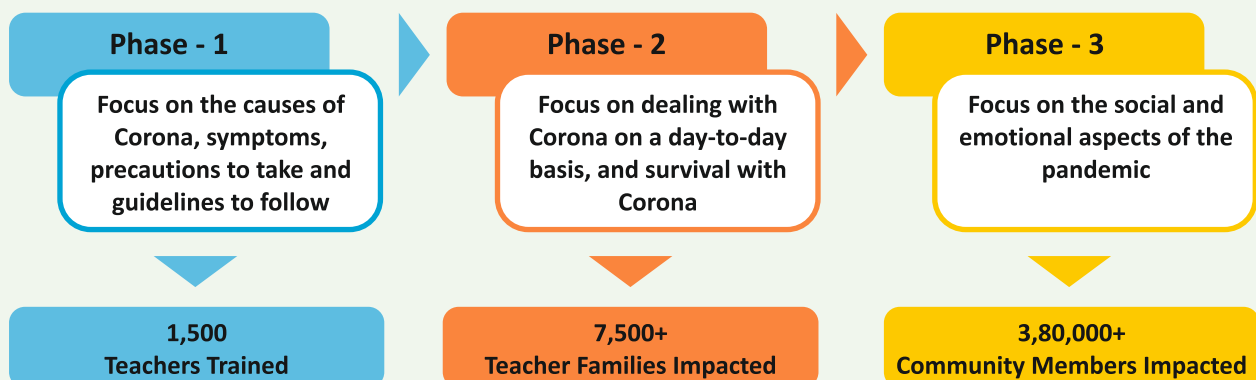 Phase - 1
Focus on the causes of
Corona, symptoms,
precautions to take and
guidelines to follow
1,500
Teachers Trained
Phase - 2
Focus on dealing with
Corona on a day-to-day
basis, and survival with
Corona
7,500+
Teacher Families Impacted
Phase - 3
Focus on the social and
emotional aspects of the
pandemic
3,80,000+
Community Members Impacted